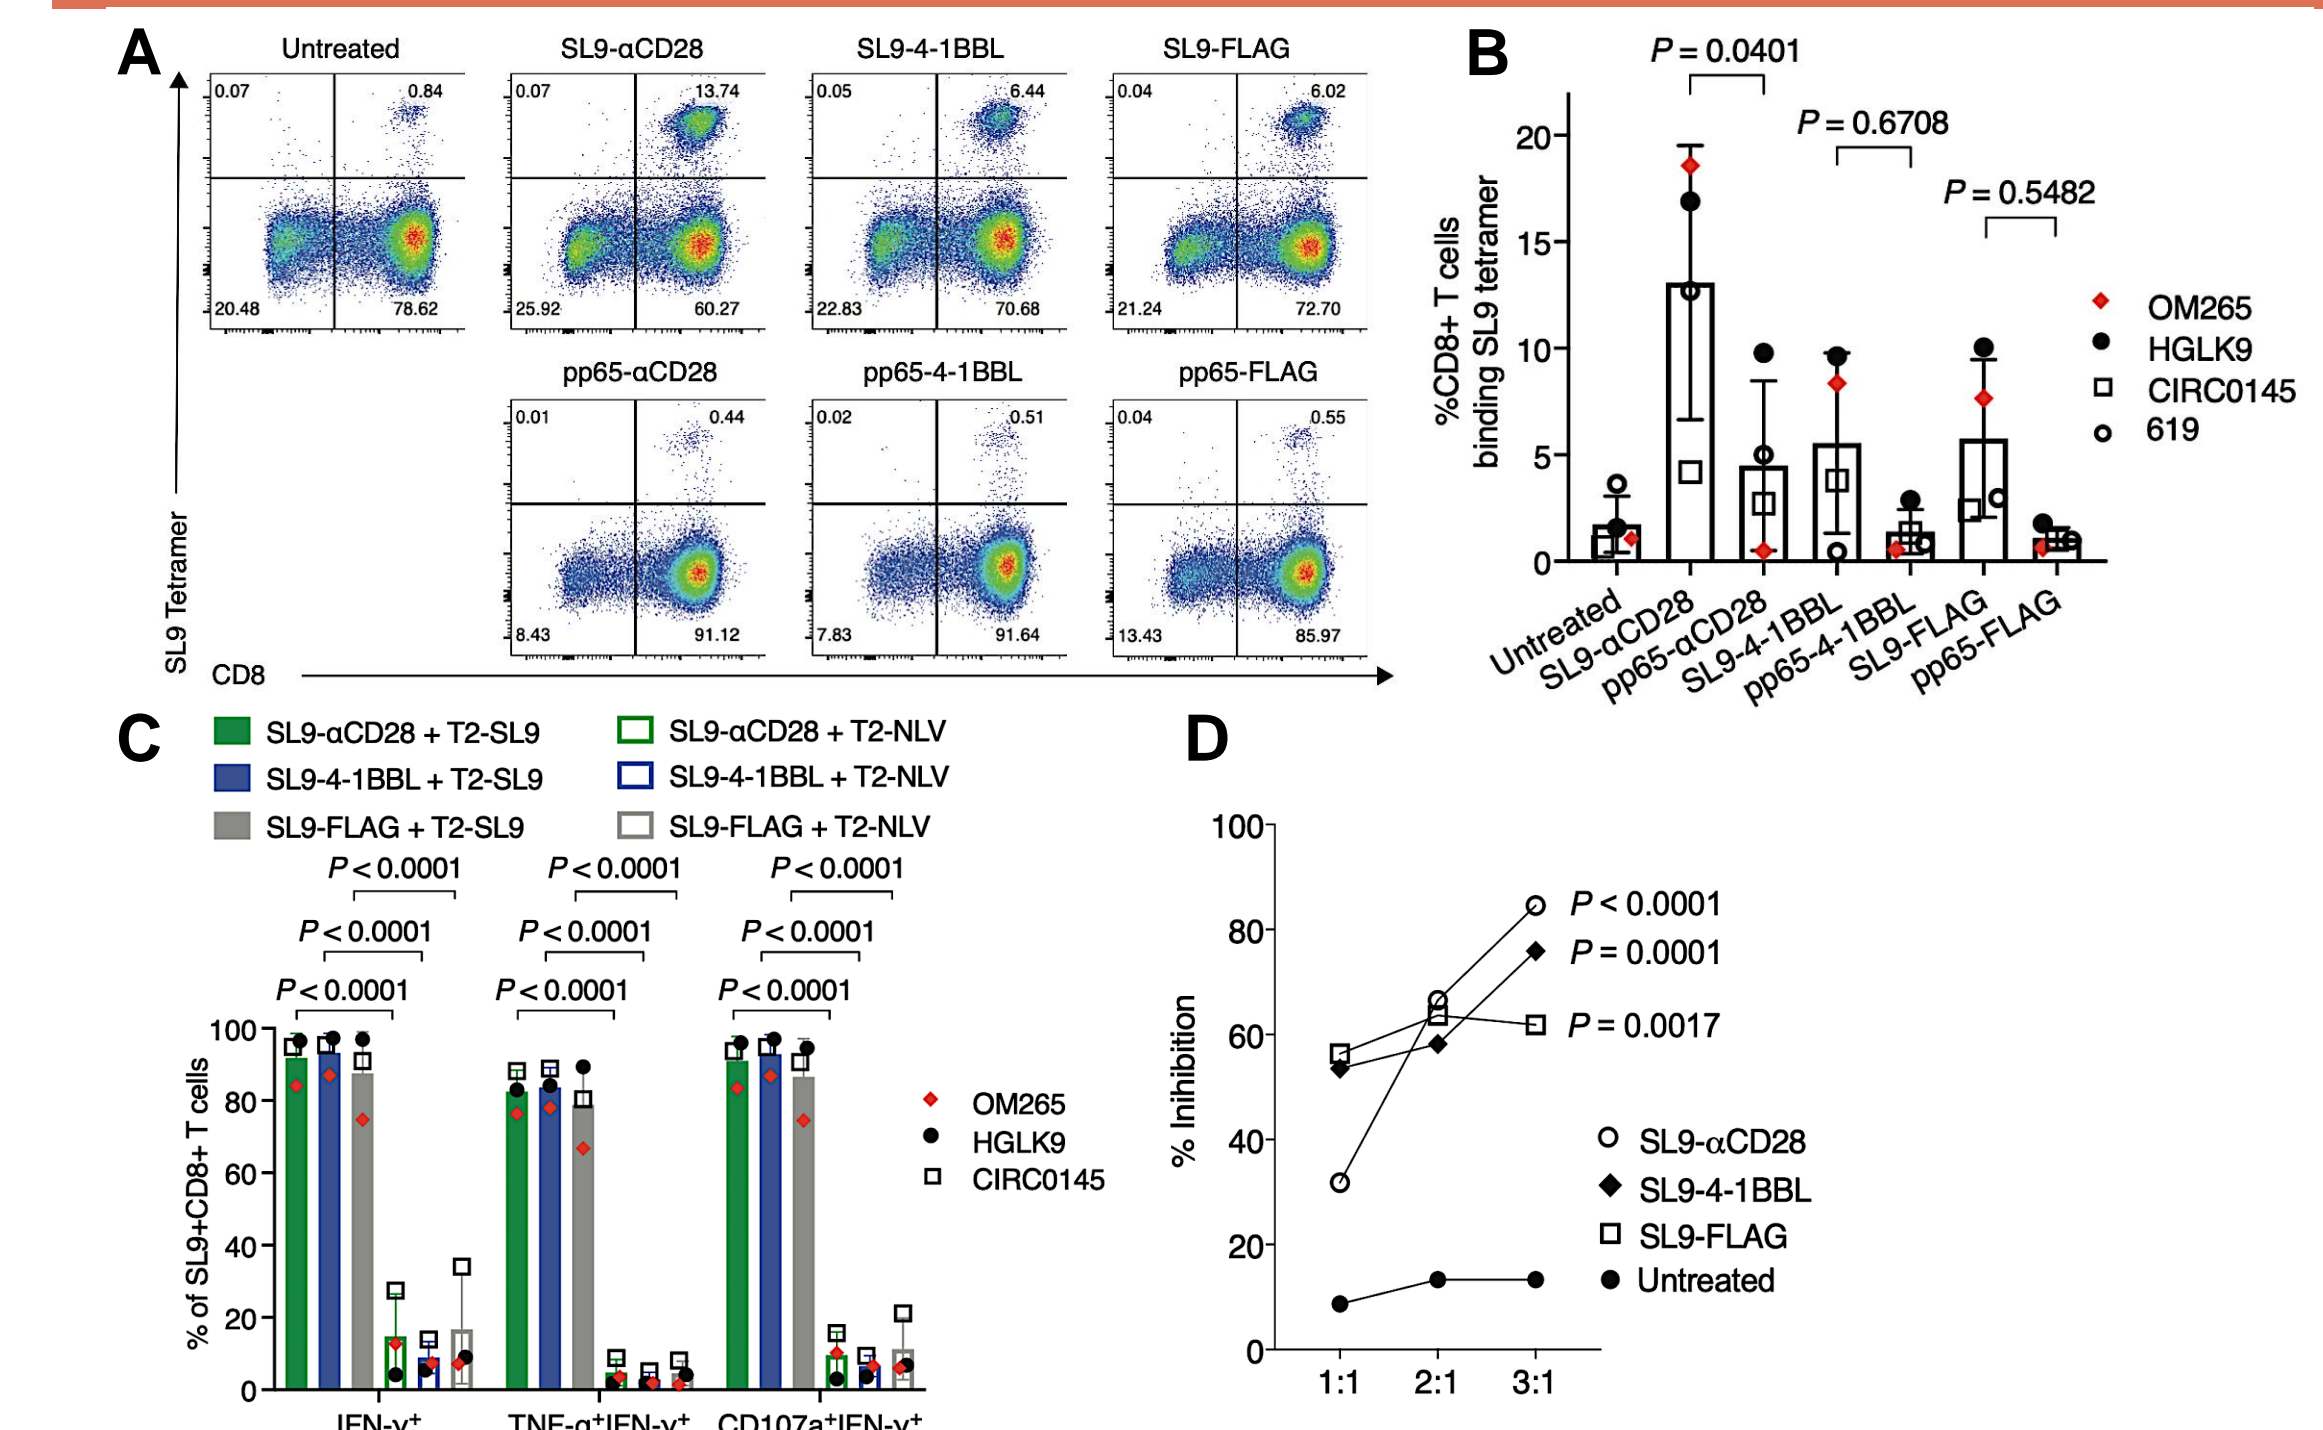 A
Untreated
SL9-αCD28
SL9-4-1BBL
SL9-FLAG
0.07
0.84
0.07
13.74
0.05
6.44
0.04
6.02
20.48
78.62
25.92
60.27
22.83
70.68
21.24
72.70
pp65-αCD28
pp65-4-1BBL
pp65-FLAG
0.01
0.44
0.02
0.51
0.04
0.55
8.43
91.12
7.83
91.64
13.43
85.97
SL9 Tetramer
CD8
B
P = 0.0401
P = 0.6708
P = 0.5482
%CD8+ T cells
binding SL9 tetramer
20
15
10
5
0
Untreated
SL9-αCD28
pp65-αCD28
SL9-4-1BBL
pp65-4-1BBL
SL9-FLAG
pp65-FLAG
OM265
HGLK9
CIRC0145
619
C
SL9-αCD28 + T2-SL9
SL9-αCD28 + T2-NLV
SL9-4-1BBL + T2-SL9
SL9-4-1BBL + T2-NLV
SL9-FLAG + T2-SL9
SL9-FLAG + T2-NLV
P < 0.0001
P < 0.0001
P < 0.0001
P < 0.0001
P < 0.0001
P < 0.0001
P < 0.0001
P < 0.0001
P < 0.0001
% of SL9+CD8+ T cells
100
80
60
40
20
0
IFN-γ+
TNF-α+IFN-γ+
CD107a+IFN-γ+
OM265
HGLK9
CIRC0145
D
% Inihibition
100
80
60
40
20
0
1:1
2:1
3:1
P < 0.0001
P = 0.0001
P = 0.0017
SL9-αCD28
SL9-4-1BBL
SL9-FLAG
Untreated